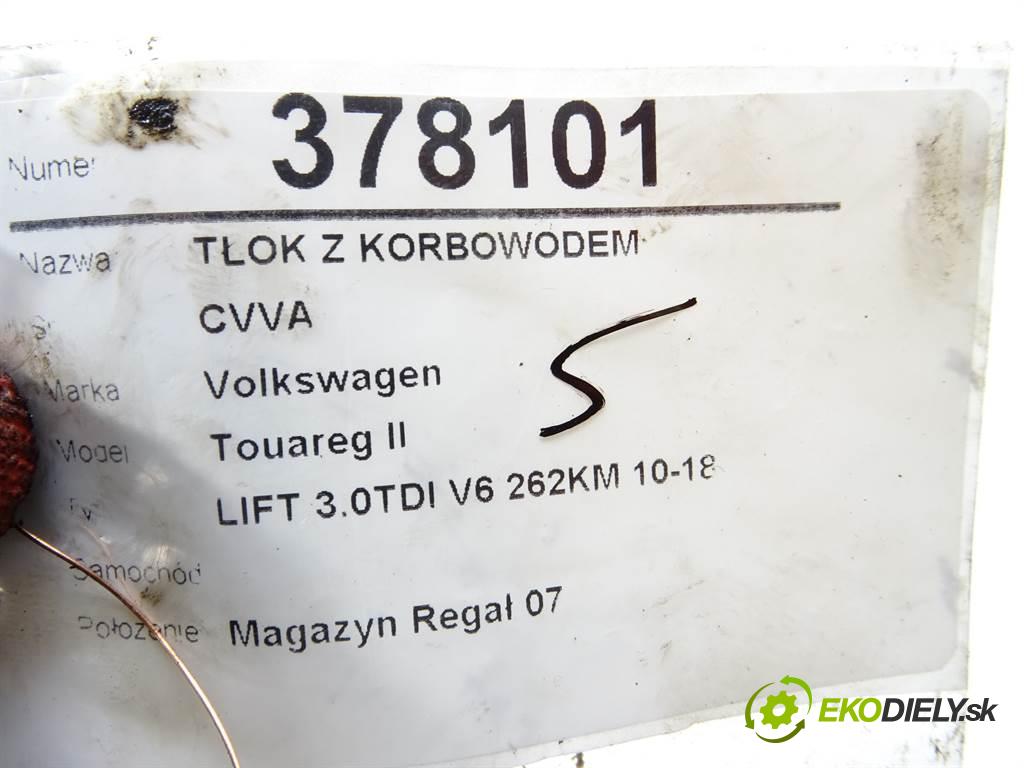 Numer 378101
Nazwa TŁOK Z KORBOWODEM
CVVA
Marka Volkswagen
Model Touareg II
LIFT 3.0TDI V6 262KM 10-18
Samochód
Położenie Magazyn Regał 07
5
EKODIELY.sk